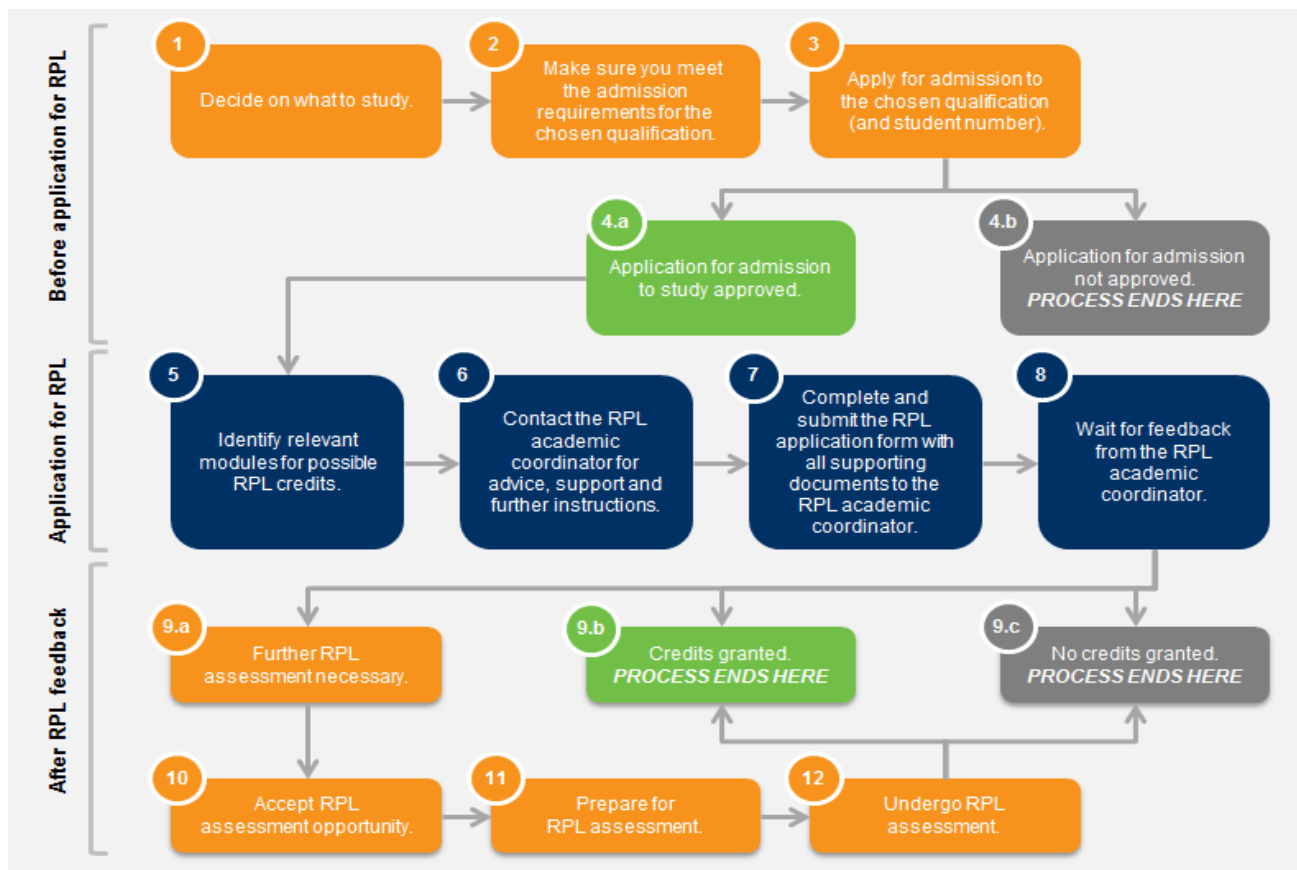 Before application for RPL
1
Decide on what to study.
2
Make sure you meet
the admission
requirements for the
chosen qualification.
3
Apply for admission to
the chosen qualification
(and student number).
4.a
Application for admission
to study approved.
4.b
Application for admission
not approved.
PROCESS ENDS HERE
Application for RPL
5
Identify relevant
modules for possible
RPL credits.
6
Contact the RPL
academic
coordinator for
advice, support and
further instructions.
7
Complete and
submit the RPL
application form with
all supporting
documents to the
RPL academic
coordinator.
8
Wait for feedback
from the RPL
academic
coordinator.
After RPL feedback
9.a
Further RPL
assessment necessary.
9.b
Credits granted.
PROCESS ENDS HERE
9.c
No credits granted.
PROCESS ENDS HERE
10
Accept RPL
assessment opportunity.
11
Prepare for
RPL assessment.
12
Undergo RPL
assessment.